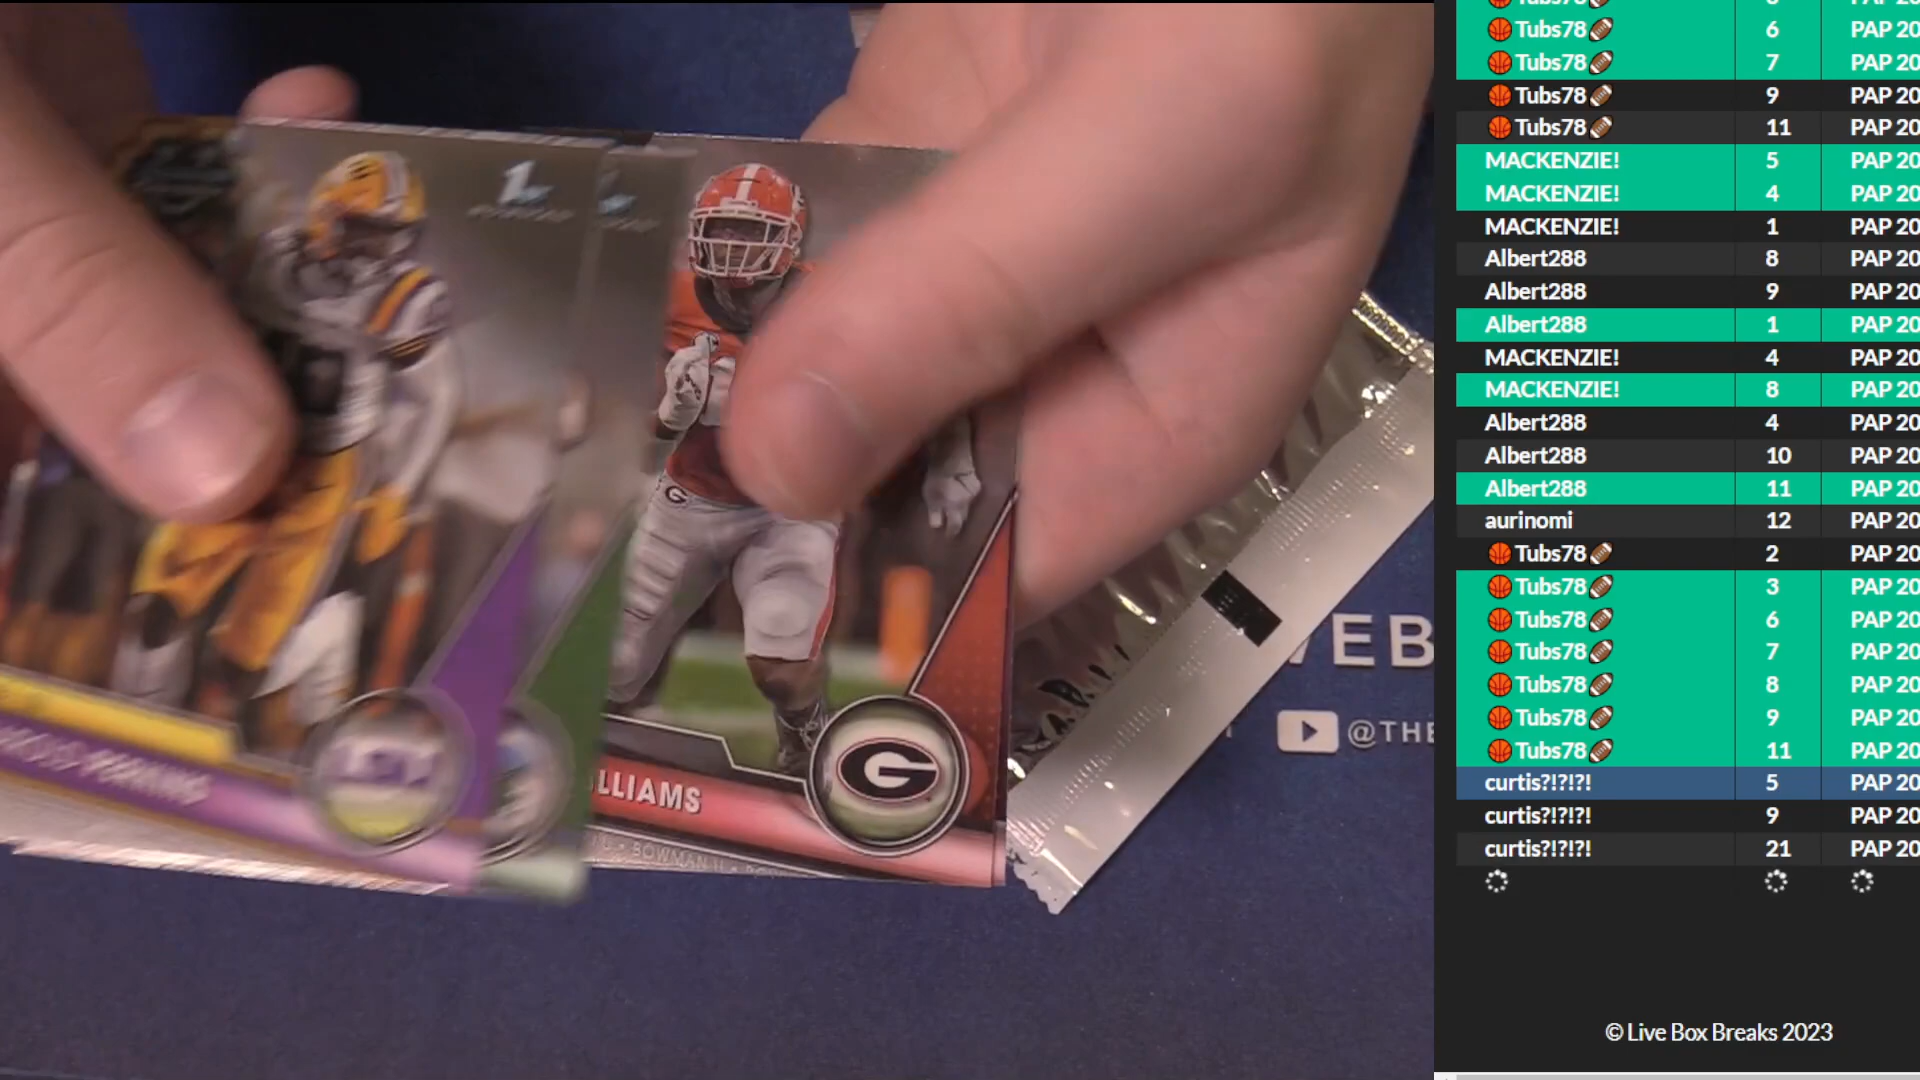 Tubs78 6 PAP 20
Tubs78 7 PAP 20
Tubs78 9 PAP 20
Tubs78 11 PAP 20
MACKENZIE! 5 PAP 20
MACKENZIE! 4 PAP 20
MACKENZIE! 1 PAP 20
Albert288 8 PAP 20
Albert288 9 PAP 20
Albert288 1 PAP 20
MACKENZIE! 4 PAP 20
MACKENZIE! 8 PAP 20
Albert288 4 PAP 20
Albert288 10 PAP 20
Albert288 11 PAP 20
aurinomi 12 PAP 20
Tubs78 2 PAP 20
Tubs78 3 PAP 20
Tubs78 6 PAP 20
Tubs78 7 PAP 20
Tubs78 8 PAP 20
Tubs78 9 PAP 20
Tubs78 11 PAP 20
curtis?!?!?! 5 PAP 20
curtis?!?!?! 9 PAP 20
curtis?!?!?! 21 PAP 20
© Live Box Breaks 2023
1st
LSU
LLIAMS
G
G
BOWMAN U
EB
@THE